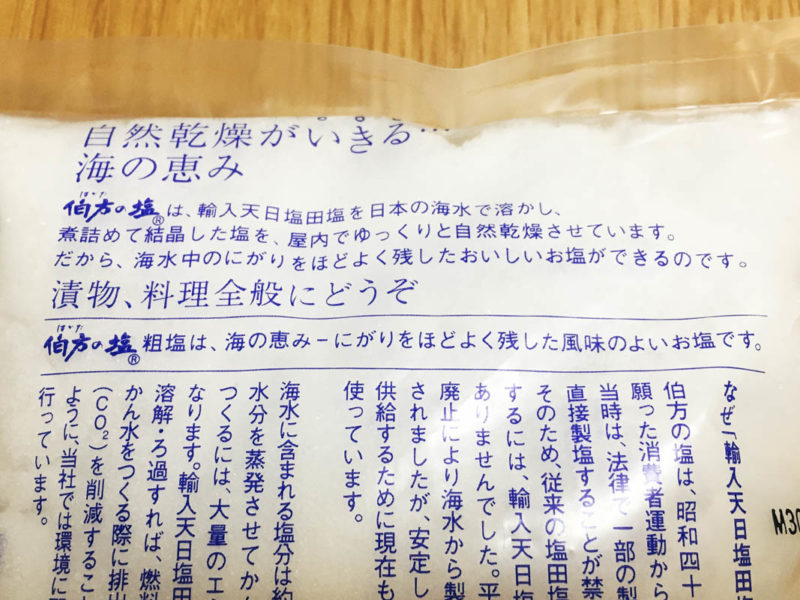 自然乾燥がいきる…
海の恵み
はかた
伯方の塩®は、輸入天日塩田塩を日本の海水で溶かし、
煮詰めて結晶した塩を、屋内でゆっくりと自然乾燥させています。
だから、海水中のにがりをほどよく残したおいしいお塩ができるのです。
漬物、料理全般にどうぞ
はかた
伯方の塩®粗塩は、海の恵み−にがりをほどよく残した風味のよいお塩です。
なぜ「輸入天日塩田塩
伯方の塩は、昭和四十
願った消費者運動から
当時は、法律で一部の製
直接製塩することが禁
そのため、従来の塩田塩
するには、輸入天日塩
ありませんでした。平
廃止により海水から製
されましたが、安定し
供給するために現在も
使っています。
海水に含まれる塩分は約
水分を蒸発させてか
つくるには、大量のエ
なります。輸入天日塩田
溶解・ろ過すれば、燃料
かん水をつくる際に排出
(CO₂)を削減するこ
ように、当社では環境に
行っています。
M30